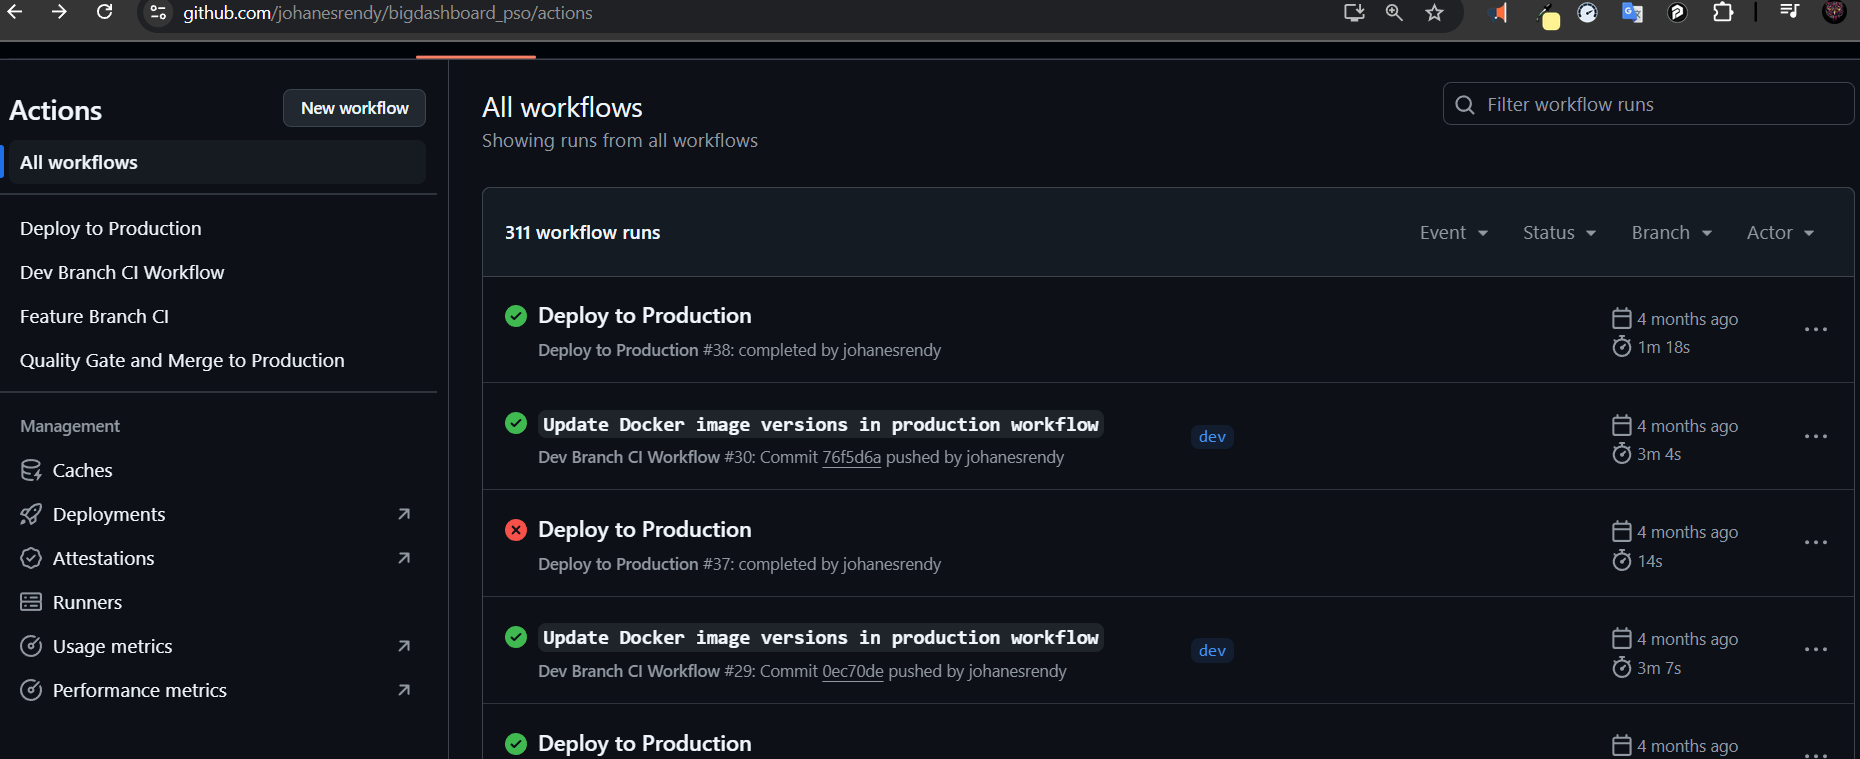 github.com/johanesrendy/bigdashboard_pso/actions
Actions
New workflow
All workflows
Deploy to Production
Dev Branch CI Workflow
Feature Branch CI
Quality Gate and Merge to Production
Management
Caches
Deployments
Attestations
Runners
Usage metrics
Performance metrics
All workflows
Showing runs from all workflows
Filter workflow runs
311 workflow runs
Event
Status
Branch
Actor
Deploy to Production
Deploy to Production #38: completed by johanesrendy
4 months ago
1m 18s
Update Docker image versions in production workflow
Dev Branch CI Workflow #30: Commit 76f5d6a pushed by johanesrendy
dev
4 months ago
3m 4s
Deploy to Production
Deploy to Production #37: completed by johanesrendy
4 months ago
14s
Update Docker image versions in production workflow
Dev Branch CI Workflow #29: Commit 0ec70de pushed by johanesrendy
dev
4 months ago
3m 7s
Deploy to Production
4 months ago